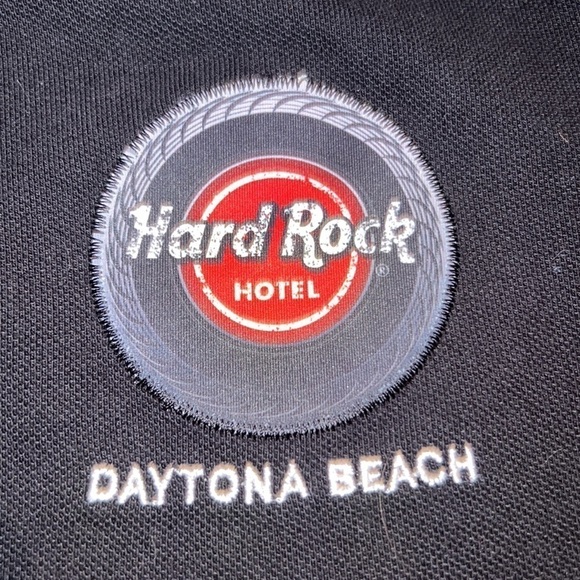 Hard Rock
HOTEL
®
DAYTONA BEACH